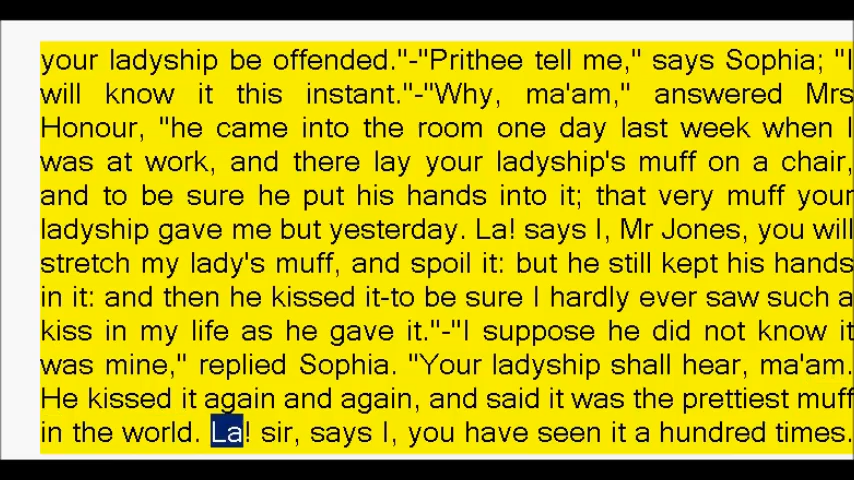 your ladyship be offended."-"Prithee tell me," says Sophia; "I
will know it this instant."-"Why, ma'am," answered Mrs
Honour, "he came into the room one day last week when I
was at work, and there lay your ladyship's muff on a chair,
and to be sure he put his hands into it; that very muff your
ladyship gave me but yesterday. La! says I, Mr Jones, you will
stretch my lady's muff, and spoil it: but he still kept his hands
in it: and then he kissed it-to be sure I hardly ever saw such a
kiss in my life as he gave it."-"I suppose he did not know it
was mine," replied Sophia. "Your ladyship shall hear, ma'am.
He kissed it again and again, and said it was the prettiest muff
in the world. La! sir, says I, you have seen it a hundred times.